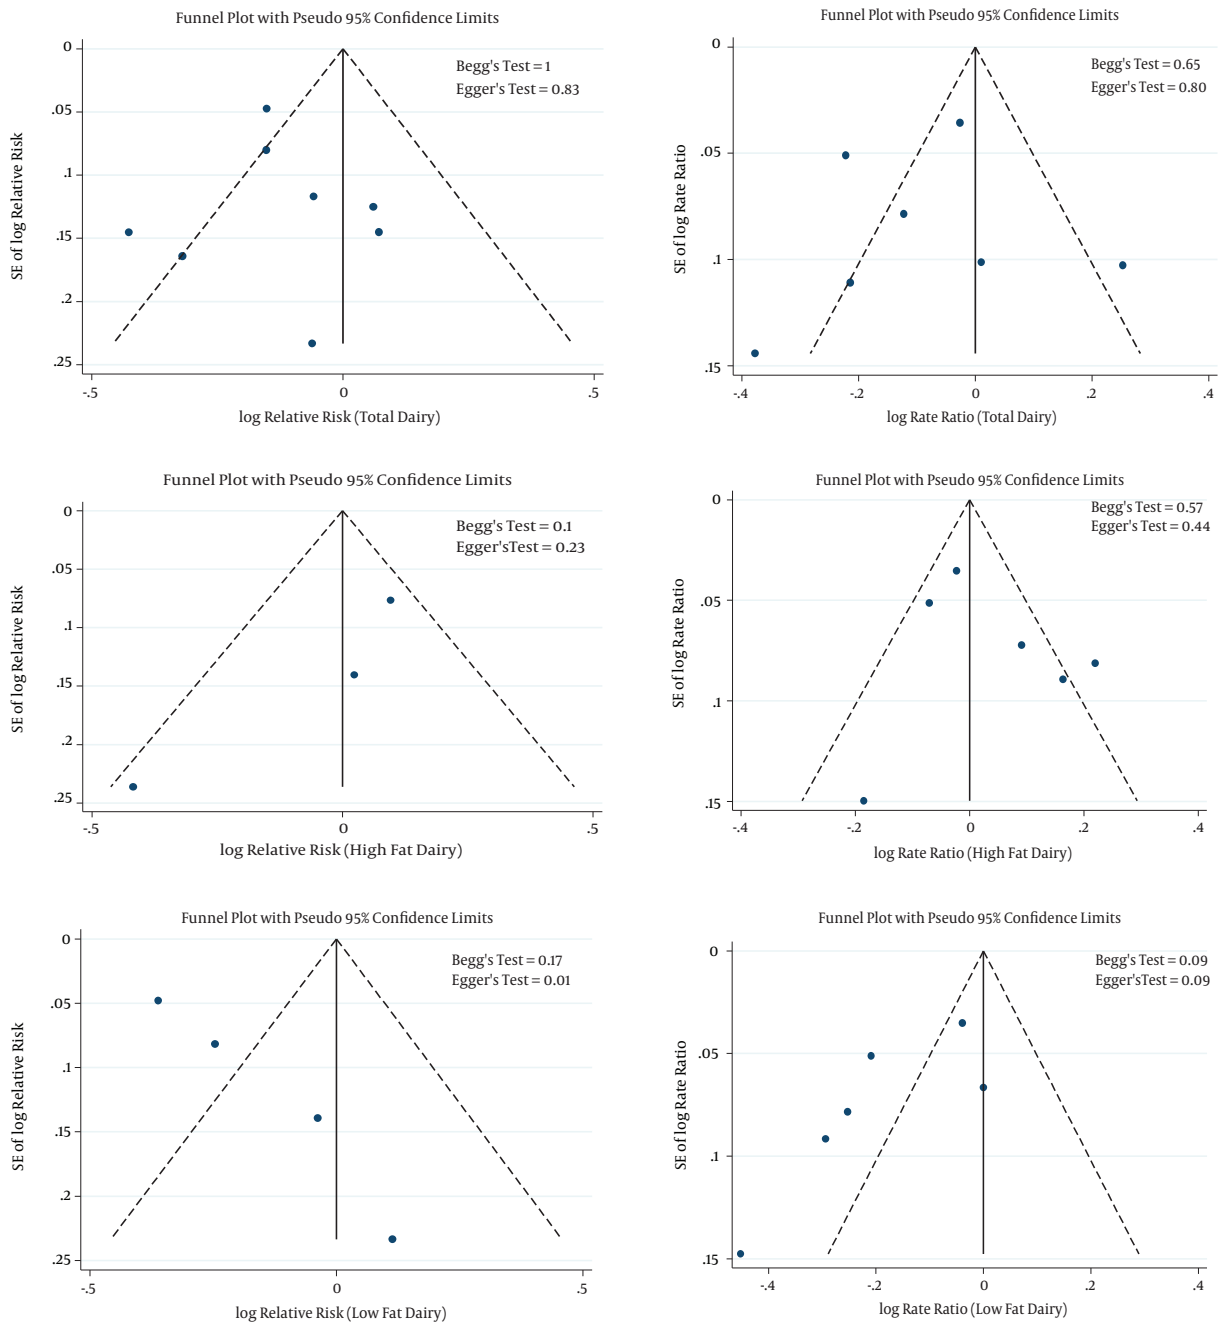 Funnel Plot with Pseudo 95% Confidence Limits
Begg's Test = 1
Egger's Test = 0.83
SE of log Relative Risk
0
.05
.1
.15
.2
.25
-.5
0
.5
log Relative Risk (Total Dairy)
Funnel Plot with Pseudo 95% Confidence Limits
Begg's Test = 0.65
Egger's Test = 0.80
SE of log Rate Ratio
0
.05
.1
.15
-.4
-.2
0
.2
.4
log Rate Ratio (Total Dairy)
Funnel Plot with Pseudo 95% Confidence Limits
Begg's Test = 0.1
Egger'sTest = 0.23
SE of log Relative Risk
0
.05
.1
.15
.2
.25
-.5
0
.5
log Relative Risk (High Fat Dairy)
Funnel Plot with Pseudo 95% Confidence Limits
Begg's Test = 0.57
Egger's Test = 0.44
SE of log Rate Ratio
0
.05
.1
.15
-.4
-.2
0
.2
.4
log Rate Ratio (High Fat Dairy)
Funnel Plot with Pseudo 95% Confidence Limits
Begg's Test = 0.17
Egger's Test = 0.01
SE of log Relative Risk
0
.05
.1
.15
.2
.25
-.5
0
.5
log Relative Risk (Low Fat Dairy)
Funnel Plot with Pseudo 95% Confidence Limits
Begg's Test = 0.09
Egger'sTest = 0.09
SE of log Rate Ratio
0
.05
.1
.15
-.4
-.2
0
.2
.4
log Rate Ratio (Low Fat Dairy)